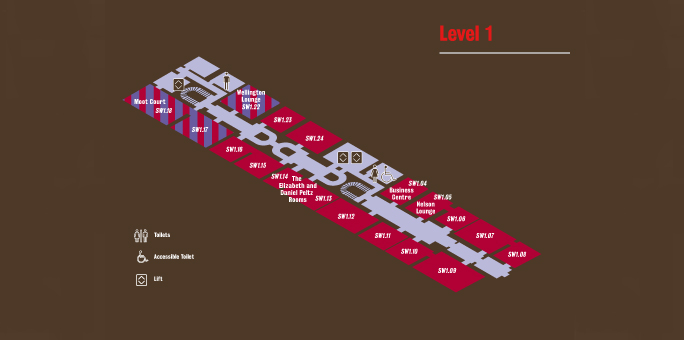 Level 1
Moot Court
SW1.18
Wellington
Lounge
SW1.22
SW1.17
SW1.23
SW1.24
SW1.16
SW1.15
SW1.14
The
Elizabeth and
Daniel Peltz
Rooms
SW1.13
SW1.04
Business
Centre
SW1.05
Nelson
Lounge
SW1.06
SW1.12
SW1.07
SW1.11
SW1.10
SW1.08
SW1.09
Toilets
Accessible Toilet
Lift